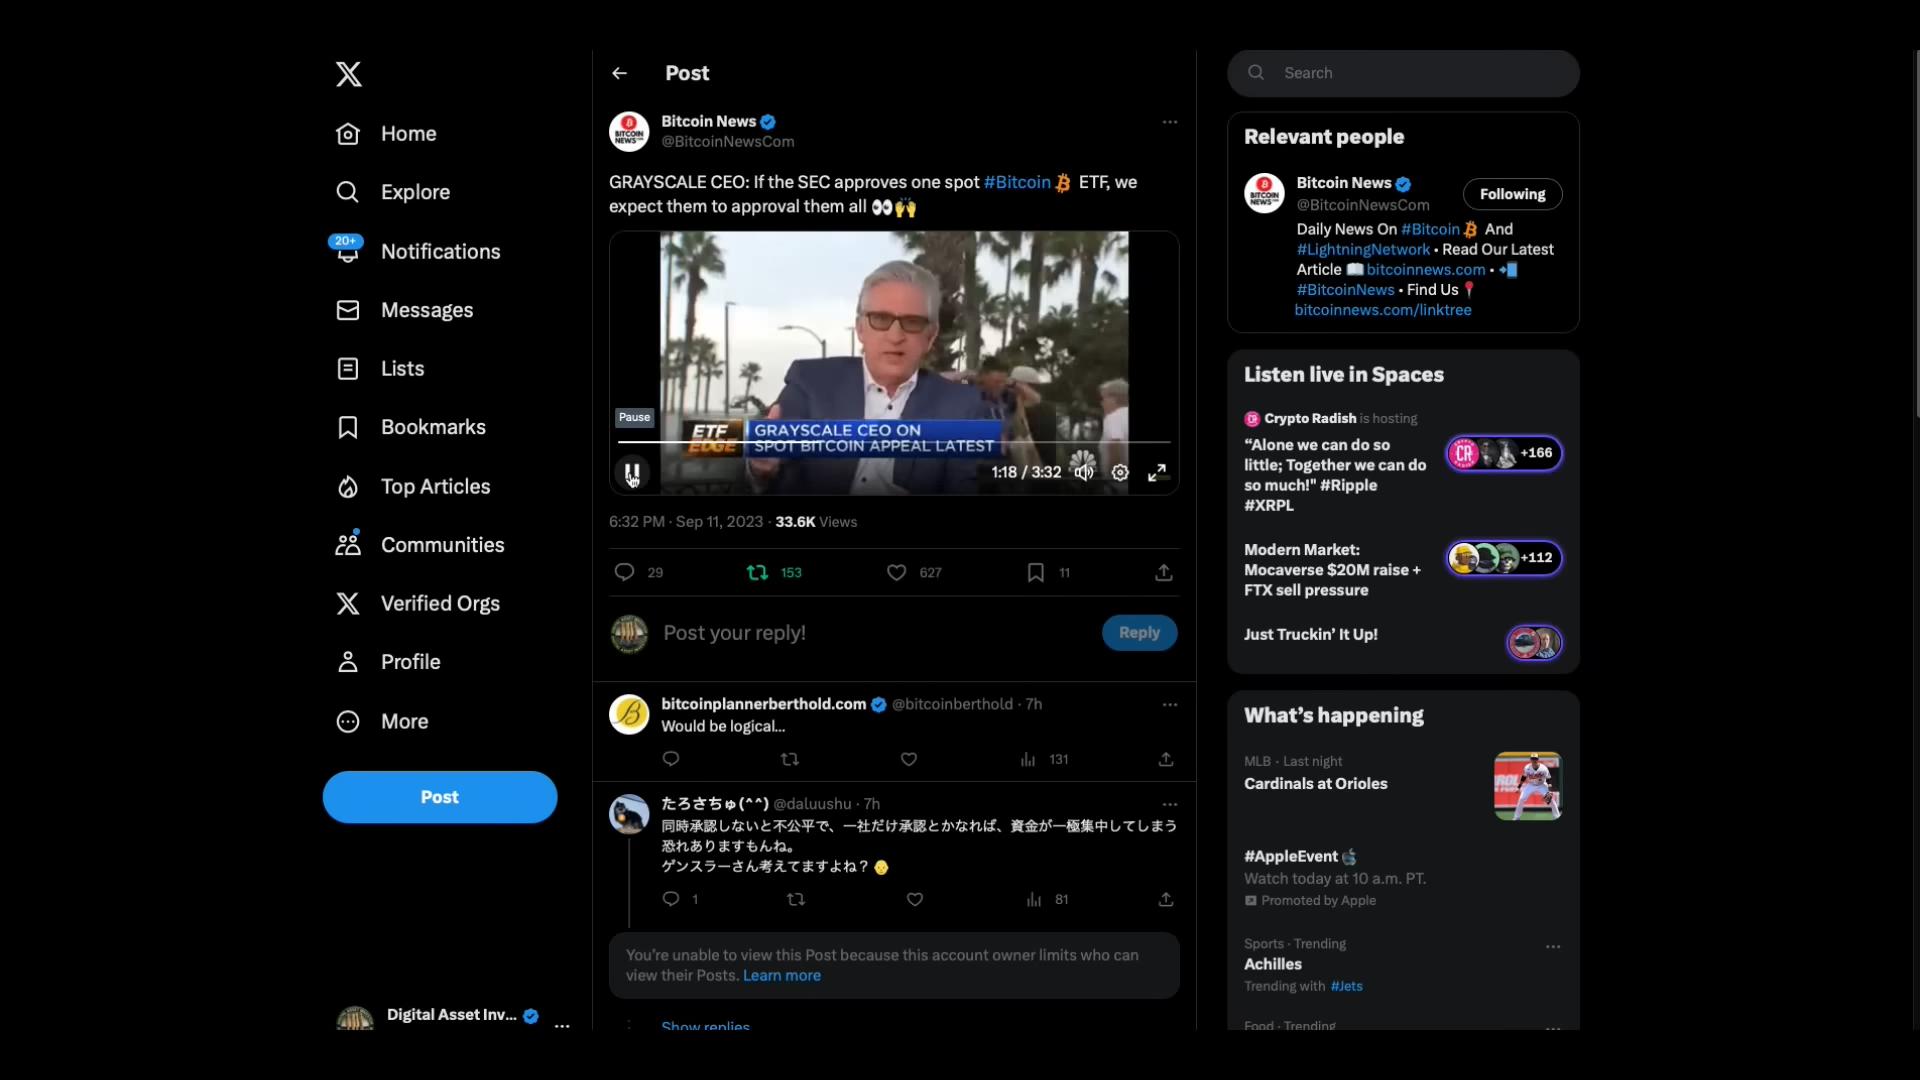 Home
Explore
20+
Notifications
Messages
Lists
Bookmarks
Top Articles
Communities
Verified Orgs
Profile
More
Post
Digital Asset Inv...
Post
Bitcoin News
@BitcoinNewsCom
GRAYSCALE CEO: If the SEC approves one spot #Bitcoin ETF, we
expect them to approval them all 👀🙌
Pause
ETF EDGE
GRAYSCALE CEO ON
SPOT BITCOIN APPEAL LATEST
1:18 / 3:32
6:32 PM · Sep 11, 2023 · 33.6K Views
29 153 627 11
Post your reply!
Reply
bitcoinplannerberthold.com @bitcoinberthold · 7h
Would be logical...
131
たろさちゅ(^^) @daluushu · 7h
同時承認しないと不公平で、一社だけ承認とかなれば、資金が一極集中してしまう
恐れありますもんね。
ゲンスラーさん考えてますよね？
1 81
You're unable to view this Post because this account owner limits who can
view their Posts. Learn more
Show replies
Search
Relevant people
BITCOIN NEWS
Bitcoin News
@BitcoinNewsCom
Following
Daily News On #Bitcoin And
#LightningNetwork • Read Our Latest
Article 📖bitcoinnews.com • 📲
#BitcoinNews • Find Us📍
bitcoinnews.com/linktree
Listen live in Spaces
Crypto Radish is hosting
“Alone we can do so
little; Together we can do
so much!" #Ripple
#XRPL
+166
Modern Market:
Mocaverse $20M raise +
FTX sell pressure
+112
Just Truckin’ It Up!
What’s happening
MLB · Last night
Cardinals at Orioles
#AppleEvent
Watch today at 10 a.m. PT.
Promoted by Apple
Sports · Trending
Achilles
Trending with #Jets
Food · Trending